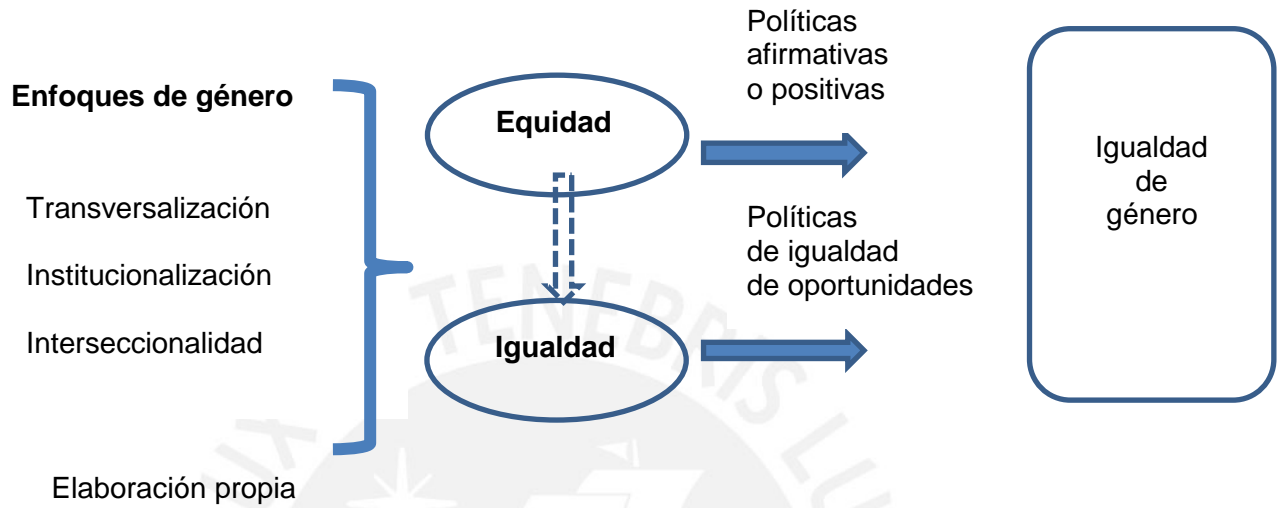 Enfoques de género
Transversalización
Institucionalización
Interseccionalidad
Equidad
Igualdad
Políticas
afirmativas
o positivas
Políticas
de igualdad
de oportunidades
Igualdad
de
género
Elaboración propia
TENEBRIS